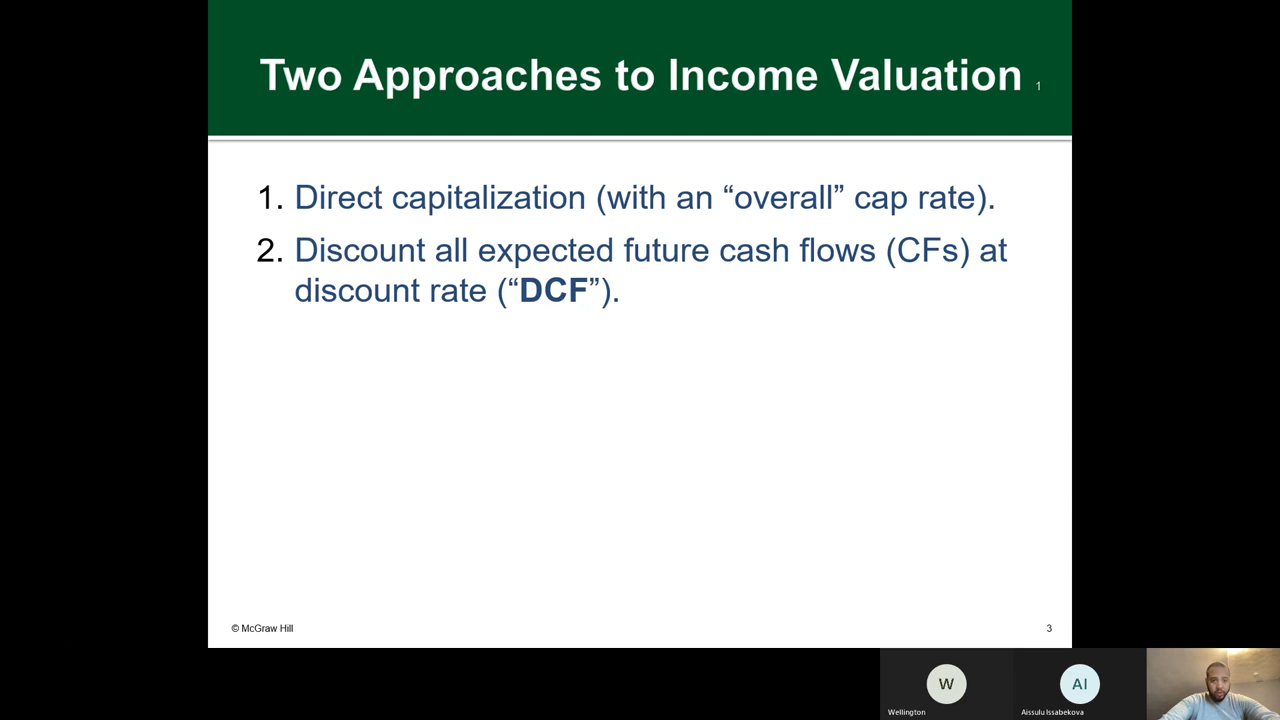 Two Approaches to Income Valuation 1
1. Direct capitalization (with an “overall” cap rate).
2. Discount all expected future cash flows (CFs) at
discount rate (“DCF”).
© McGraw Hill
3
W
AI
Wellington
Aissulu Issabekova